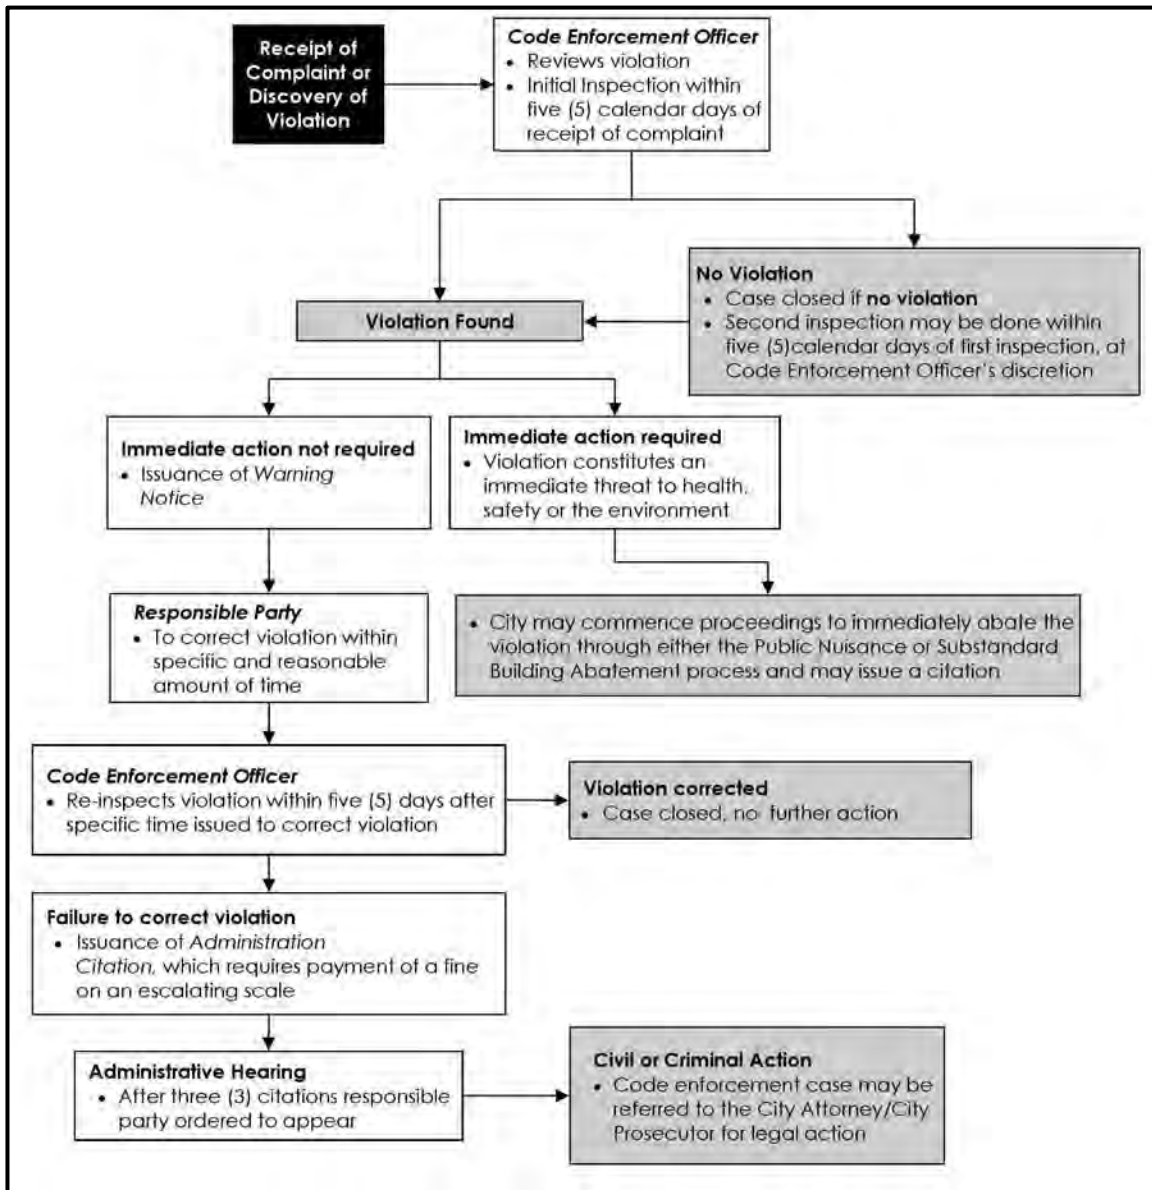 Receipt of
Complaint or
Discovery of
Violation
Code Enforcement Officer
• Reviews violation
• Initial Inspection within
five (5) calendar days of
receipt of complaint
No Violation
• Case closed if no violation
• Second inspection may be done within
five (5)calendar days of first inspection, at
Code Enforcement Officer's discretion
Violation Found
Immediate action not required
• Issuance of Warning
Notice
Immediate action required
• Violation constitutes an
immediate threat to health,
safety or the environment
Responsible Party
• To correct violation within
specific and reasonable
amount of time
• City may commence proceedings to immediately abate the
violation through either the Public Nuisance or Substandard
Building Abatement process and may issue a citation
Code Enforcement Officer
• Re-inspects violation within five (5) days after
specific time issued to correct violation
Violation corrected
• Case closed, no further action
Failure to correct violation
• Issuance of Administration
Citation, which requires payment of a fine
on an escalating scale
Administrative Hearing
• After three (3) citations responsible
party ordered to appear
Civil or Criminal Action
• Code enforcement case may be
referred to the City Attorney/City
Prosecutor for legal action